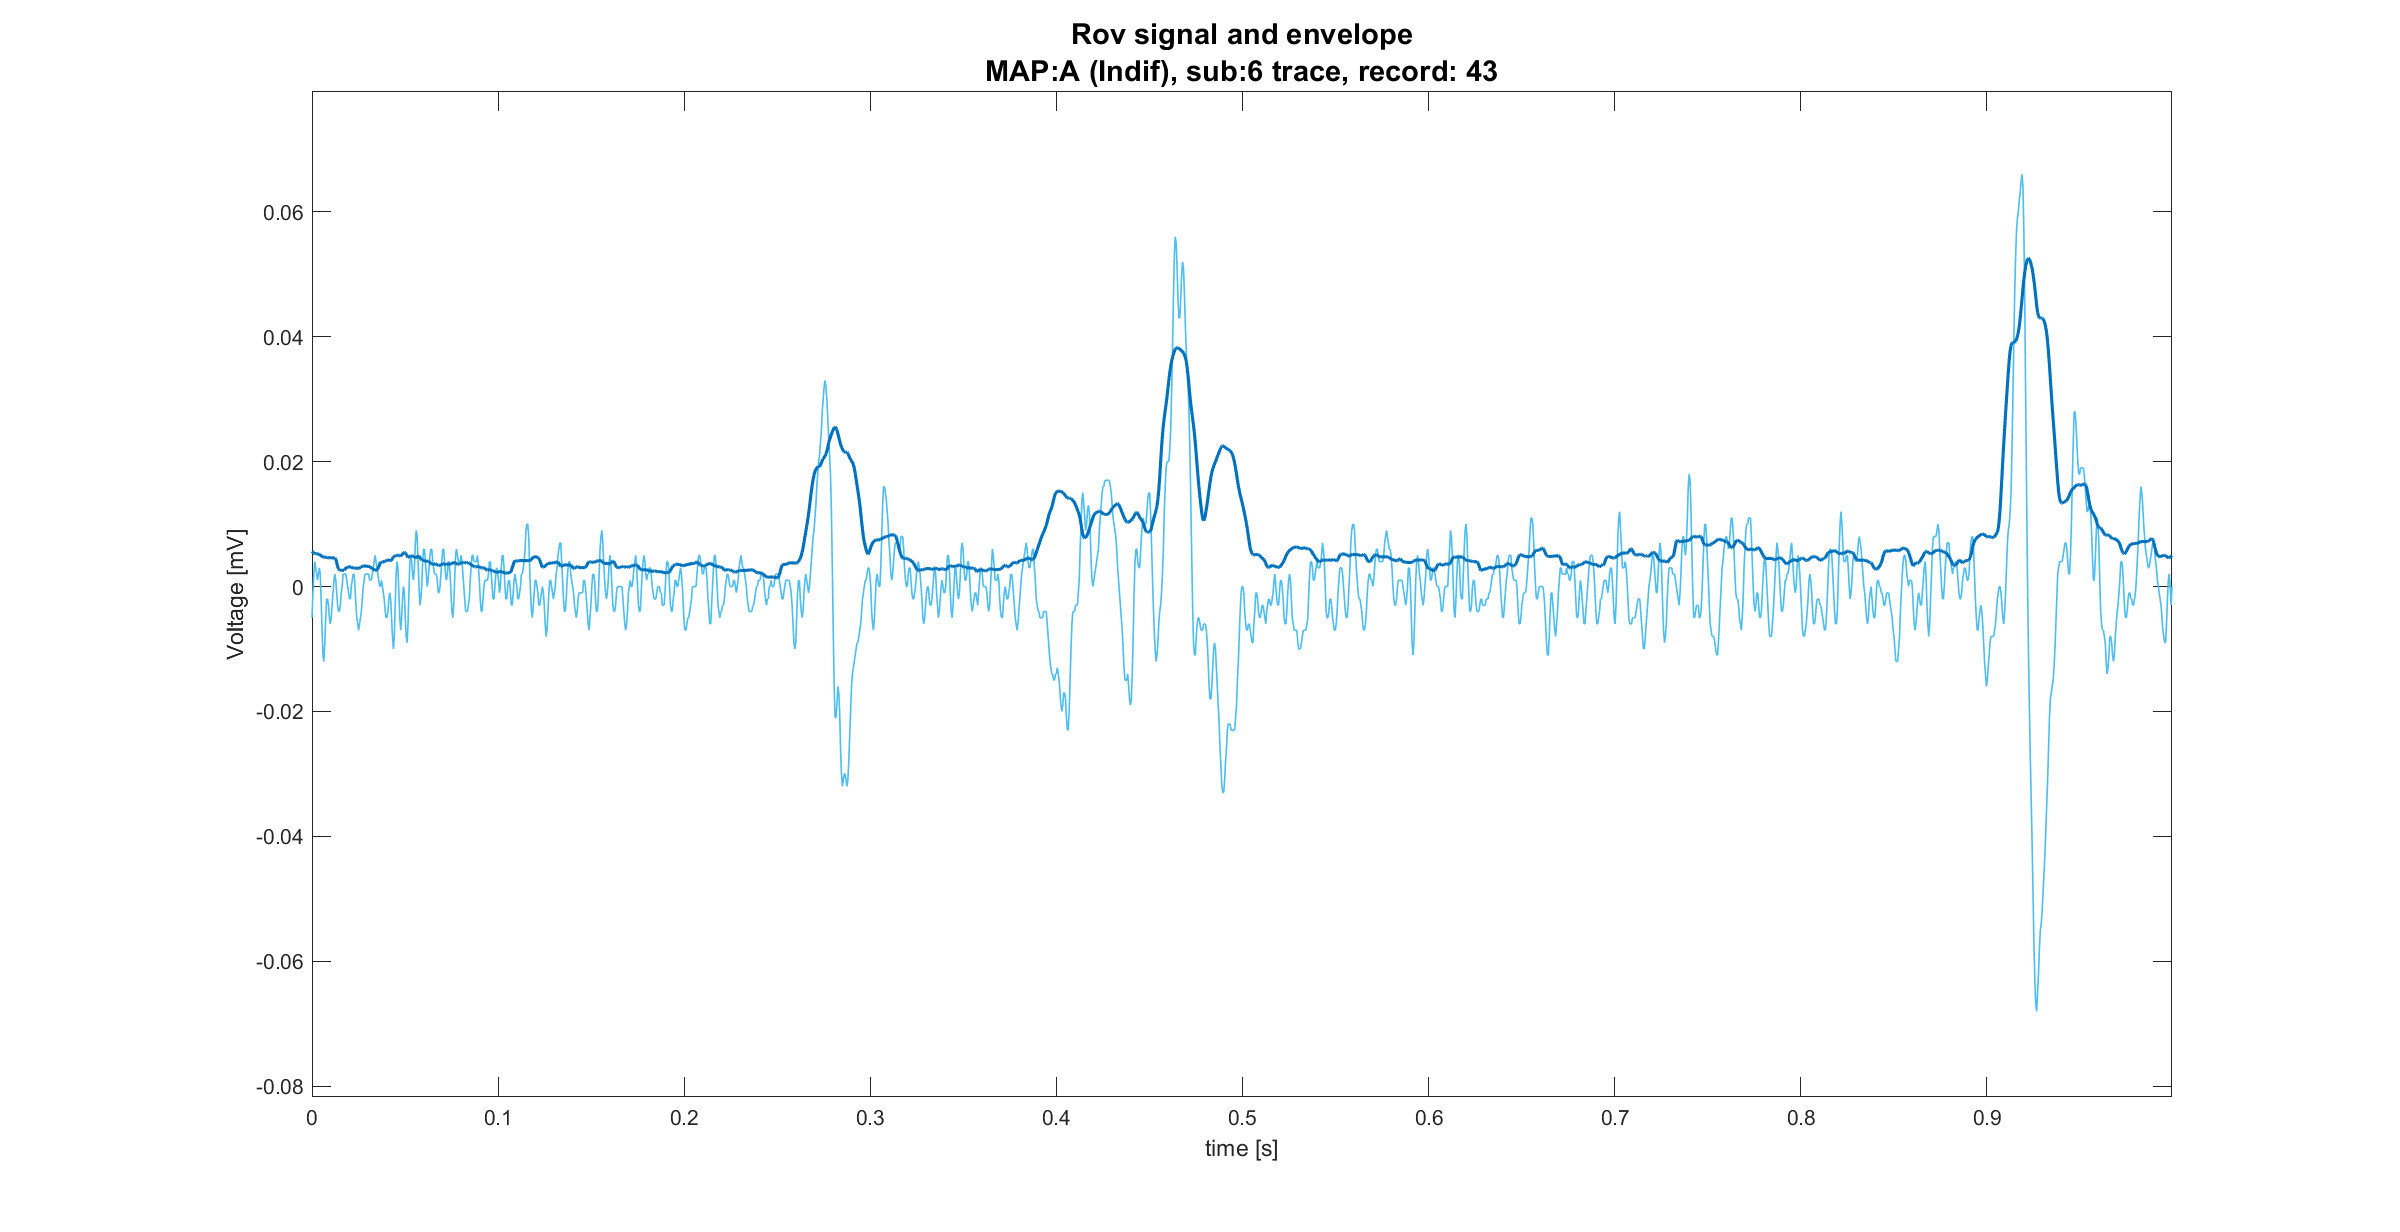 Rov signal and envelope
MAP:A (Indif), sub:6 trace, record: 43
0.06
0.04
0.02
0
-0.02
-0.04
-0.06
-0.08
Voltage [mV]
0 0.1 0.2 0.3 0.4 0.5 0.6 0.7 0.8 0.9
time [s]